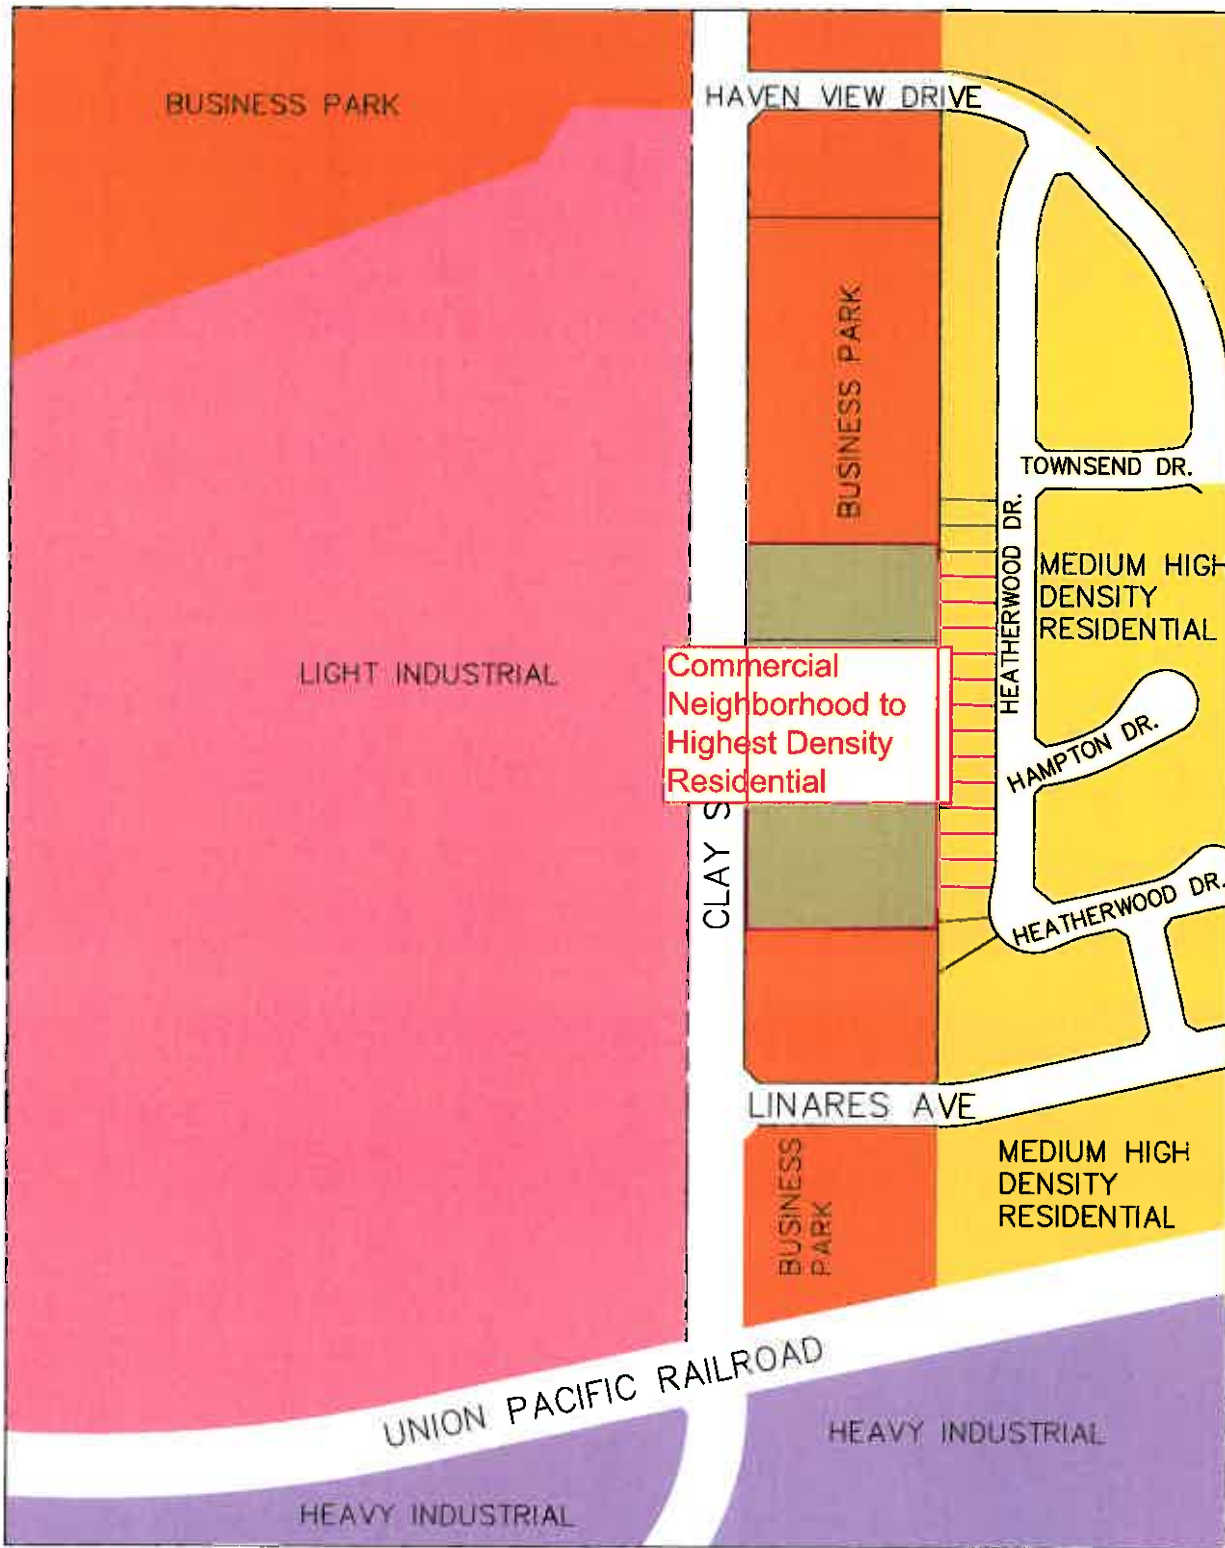 BUSINESS PARK
HAVEN VIEW DRIVE
BUSINESS PARK
TOWNSEND DR.
HEATHERWOOD DR.
MEDIUM HIGH
DENSITY
RESIDENTIAL
LIGHT INDUSTRIAL
Commercial
Neighborhood to
Highest Density
Residential
HAMPTON DR.
CLAY S
HEATHERWOOD DR.
LINARES AVE
BUSINESS
PARK
MEDIUM HIGH
DENSITY
RESIDENTIAL
UNION PACIFIC RAILROAD
HEAVY INDUSTRIAL
HEAVY INDUSTRIAL